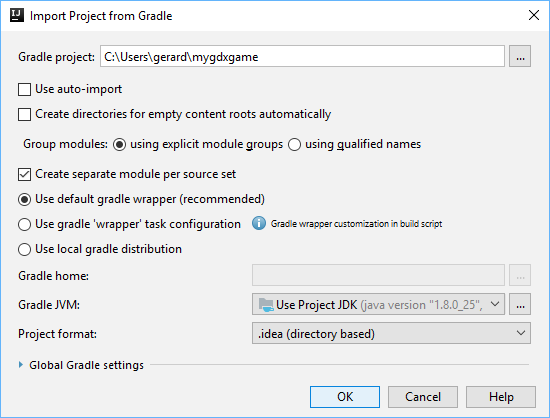 IJ
Import Project from Gradle
Gradle project: C:\Users\gerard\mygdxgame ...
Use auto-import
Create directories for empty content roots automatically
Group modules: using explicit module groups using qualified names
Create separate module per source set
Use default gradle wrapper (recommended)
Use gradle 'wrapper' task configuration Gradle wrapper customization in build script
Use local gradle distribution
Gradle home: ...
Gradle JVM: Use Project JDK (java version "1.8.0_25", ...
Project format: .idea (directory based)
Global Gradle settings
OK Cancel Help